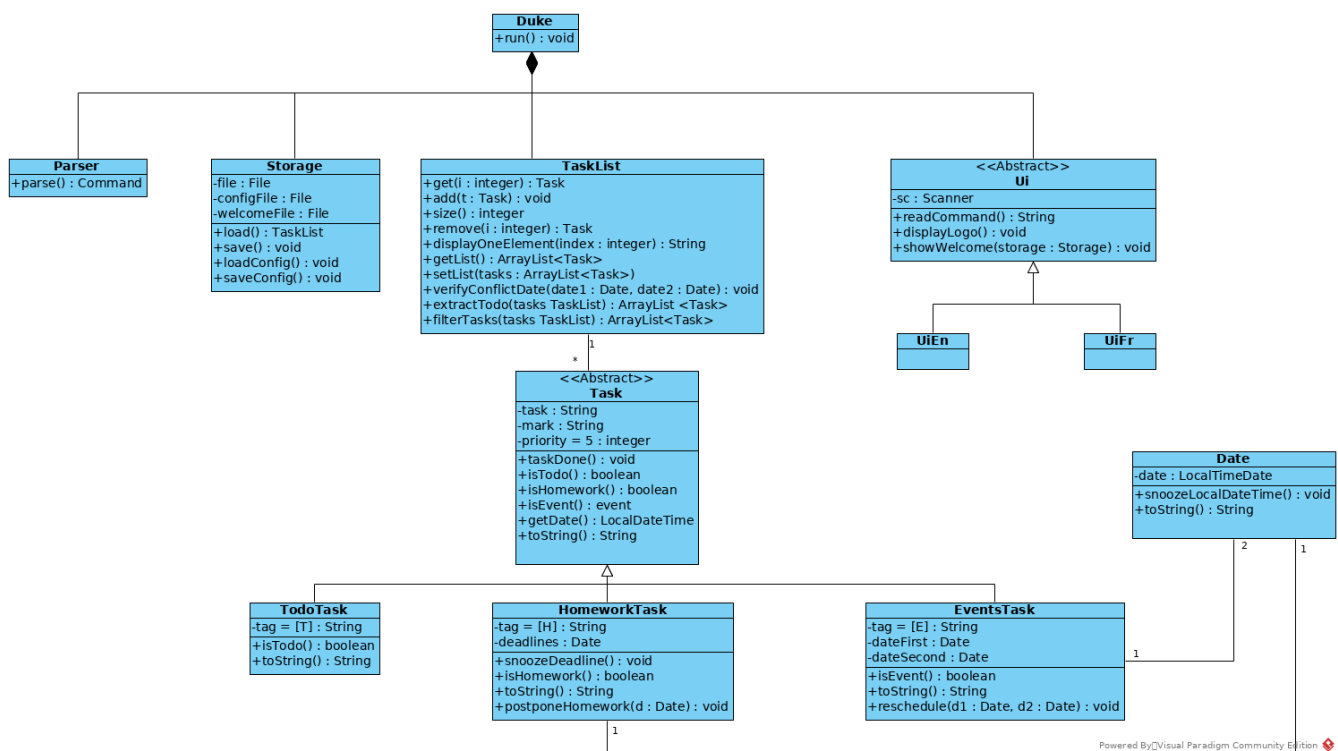 Duke
+run() : void
Parser
+parse() : Command
Storage
-file : File
-configFile : File
-welcomeFile : File
+load() : TaskList
+save() : void
+loadConfig() : void
+saveConfig() : void
TaskList
+get(i : integer) : Task
+add(t : Task) : void
+size() : integer
+remove(i : integer) : Task
+displayOneElement(index : integer) : String
+getList() : ArrayList<Task>
+setList(tasks : ArrayList<Task>)
+verifyConflictDate(date1 : Date, date2 : Date) : void
+extractTodo(tasks TaskList) : ArrayList <Task>
+filterTasks(tasks TaskList) : ArrayList<Task>
<<Abstract>>
Ui
-sc : Scanner
+readCommand() : String
+displayLogo() : void
+showWelcome(storage : Storage) : void
UiEn
UiFr
1
*
<<Abstract>>
Task
-task : String
-mark : String
-priority = 5 : integer
+taskDone() : void
+isTodo() : boolean
+isHomework() : boolean
+isEvent() : event
+getDate() : LocalDateTime
+toString() : String
Date
-date : LocalTimeDate
+snoozeLocalDateTime() : void
+toString() : String
2
1
TodoTask
-tag = [T] : String
+isTodo() : boolean
+toString() : String
HomeworkTask
-tag = [H] : String
-deadlines : Date
+snoozeDeadline() : void
+isHomework() : boolean
+toString() : String
+postponeHomework(d : Date) : void
1
EventsTask
-tag = [E] : String
-dateFirst : Date
-dateSecond : Date
+isEvent() : boolean
+toString() : String
+reschedule(d1 : Date, d2 : Date) : void
1
Powered By Visual Paradigm Community Edition